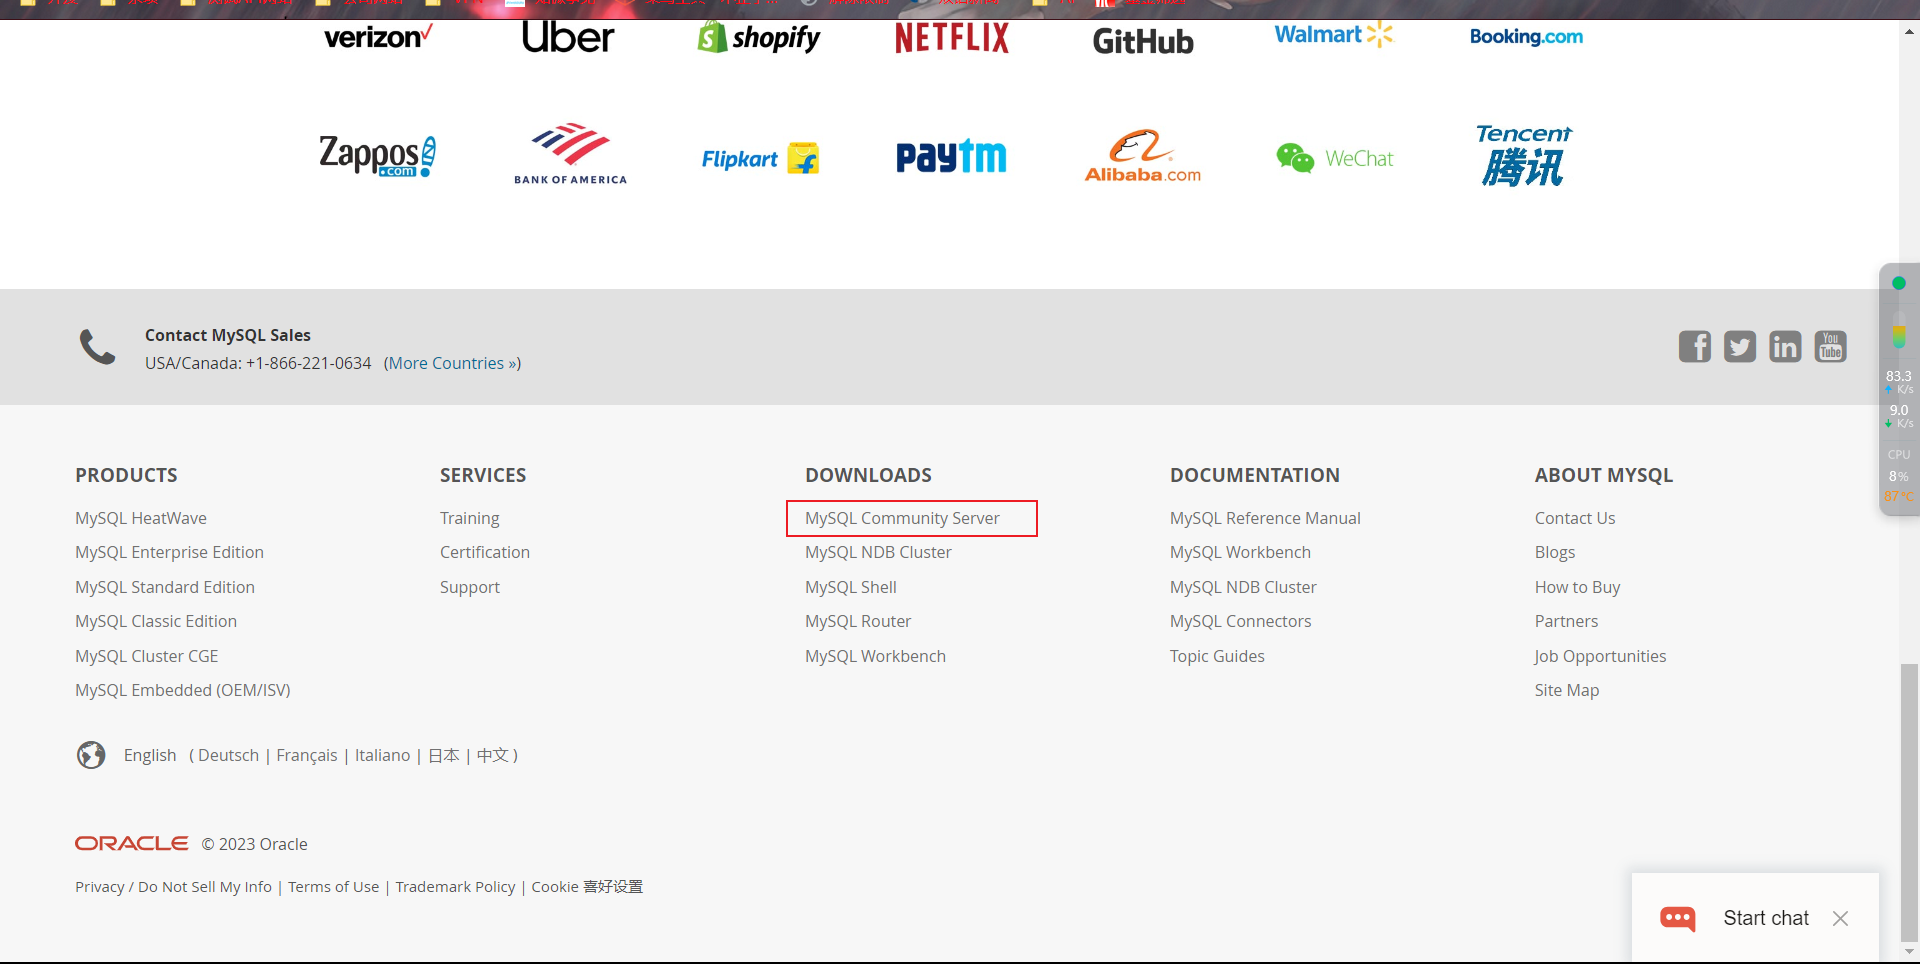 verizon Uber shopify NETFLIX GitHub Walmart Booking.com
Zappos.com BANK OF AMERICA Flipkart paytm Alibaba.com WeChat Tencent 腾讯
Contact MySQL Sales
USA/Canada: +1-866-221-0634 (More Countries »)
You Tube
83.3
K/s
9.0
K/s
CPU
8%
87°C
PRODUCTS
MySQL HeatWave
MySQL Enterprise Edition
MySQL Standard Edition
MySQL Classic Edition
MySQL Cluster CGE
MySQL Embedded (OEM/ISV)
SERVICES
Training
Certification
Support
DOWNLOADS
MySQL Community Server
MySQL NDB Cluster
MySQL Shell
MySQL Router
MySQL Workbench
DOCUMENTATION
MySQL Reference Manual
MySQL Workbench
MySQL NDB Cluster
MySQL Connectors
Topic Guides
ABOUT MYSQL
Contact Us
Blogs
How to Buy
Partners
Job Opportunities
Site Map
English ( Deutsch | Français | Italiano | 日本 | 中文 )
ORACLE © 2023 Oracle
Privacy / Do Not Sell My Info | Terms of Use | Trademark Policy | Cookie 喜好设置
Start chat